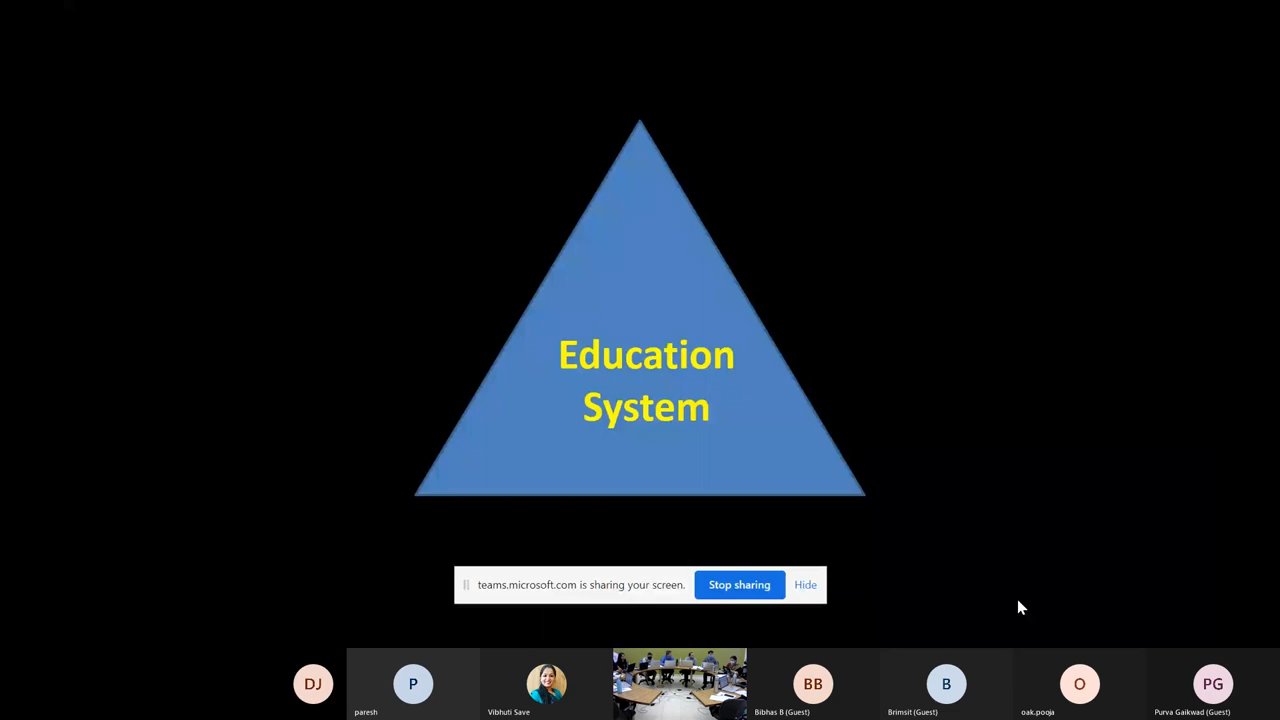 Education
System
teams.microsoft.com is sharing your screen.
Stop sharing
Hide
DJ
P
BB
B
O
PG
paresh
Vibhuti Save
Bibhas B (Guest)
Brimsit (Guest)
oak.pooja
Purva Gaikwad (Guest)